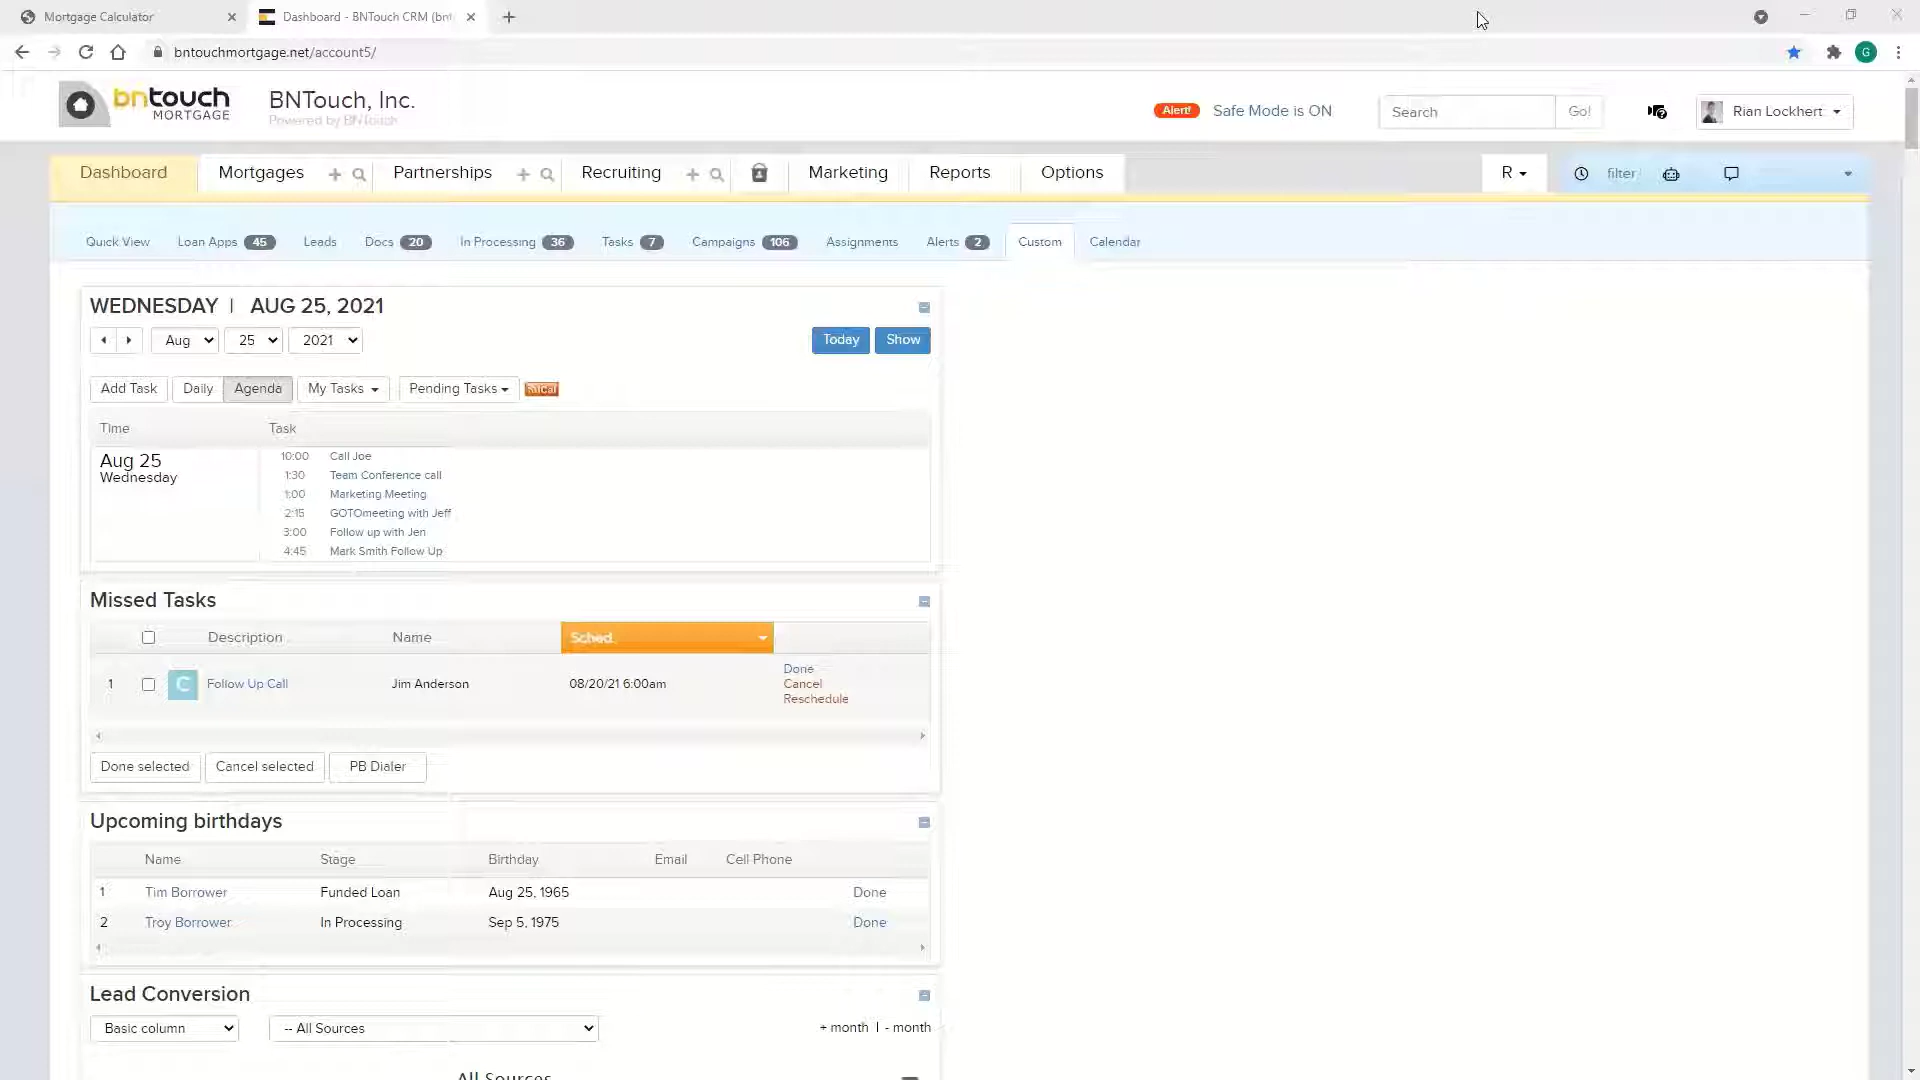 Mortgage Calculator
Dashboard - BNTouch CRM (bnt
bntouchmortgage.net/account5/
G
bntouch
MORTGAGE
BNTouch, Inc.
Powered by BNTouch
Alert!
Safe Mode is ON
Search
Go!
Rian Lockhert
Dashboard
Mortgages
Partnerships
Recruiting
Marketing
Reports
Options
R
filter
Quick View
Loan Apps 45
Leads
Docs 20
In Processing 36
Tasks 7
Campaigns 106
Assignments
Alerts 2
Custom
Calendar
WEDNESDAY | AUG 25, 2021
Aug 25 2021 Today Show
Add Task Daily Agenda My Tasks Pending Tasks
Time Task
Aug 25
Wednesday
10:00 Call Joe
1:30 Team Conference call
1:00 Marketing Meeting
2:15 GOTOmeeting with Jeff
3:00 Follow up with Jen
4:45 Mark Smith Follow Up
Missed Tasks
Description Name Sched.
1 C Follow Up Call Jim Anderson 08/20/21 6:00am
Done
Cancel
Reschedule
Done selected Cancel selected PB Dialer
Upcoming birthdays
Name Stage Birthday Email Cell Phone
1 Tim Borrower Funded Loan Aug 25, 1965 Done
2 Troy Borrower In Processing Sep 5, 1975 Done
Lead Conversion
Basic column -- All Sources + month | - month
All Sources